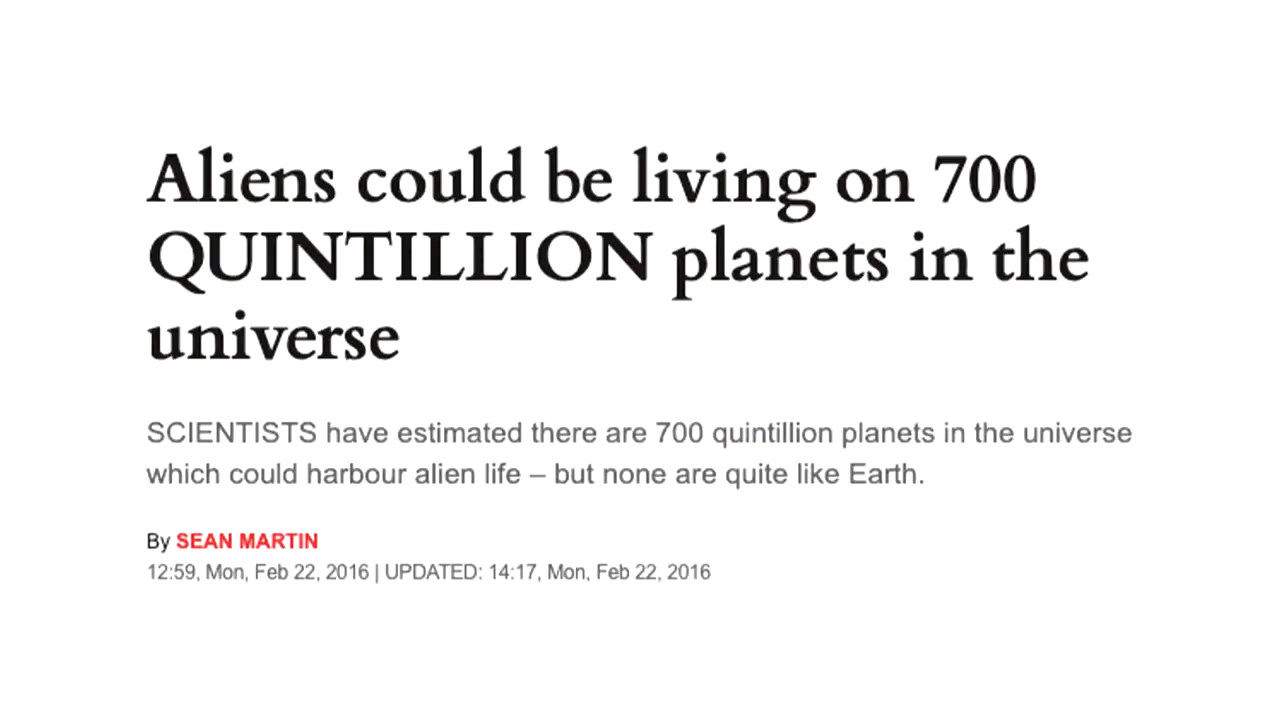 Aliens could be living on 700
QUINTILLION planets in the
universe
SCIENTISTS have estimated there are 700 quintillion planets in the universe
which could harbour alien life – but none are quite like Earth.
By SEAN MARTIN
12:59, Mon, Feb 22, 2016 | UPDATED: 14:17, Mon, Feb 22, 2016